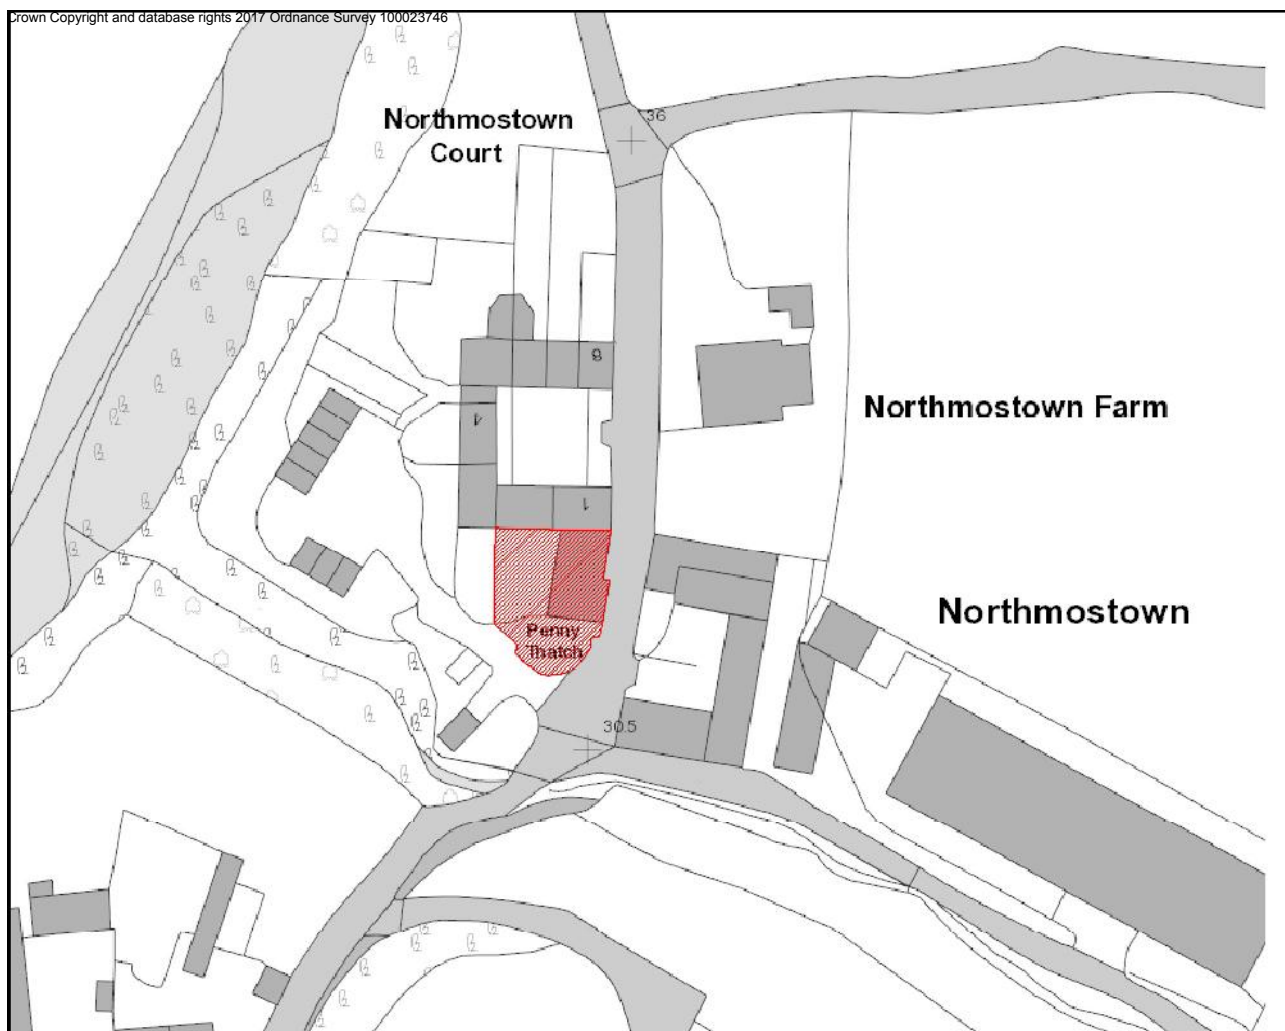 Crown Copyright and database rights 2017 Ordnance Survey 100023746
36
Northmostown
Court
Northmostown Farm
1
Northmostown
Penny
Thatch
30.5